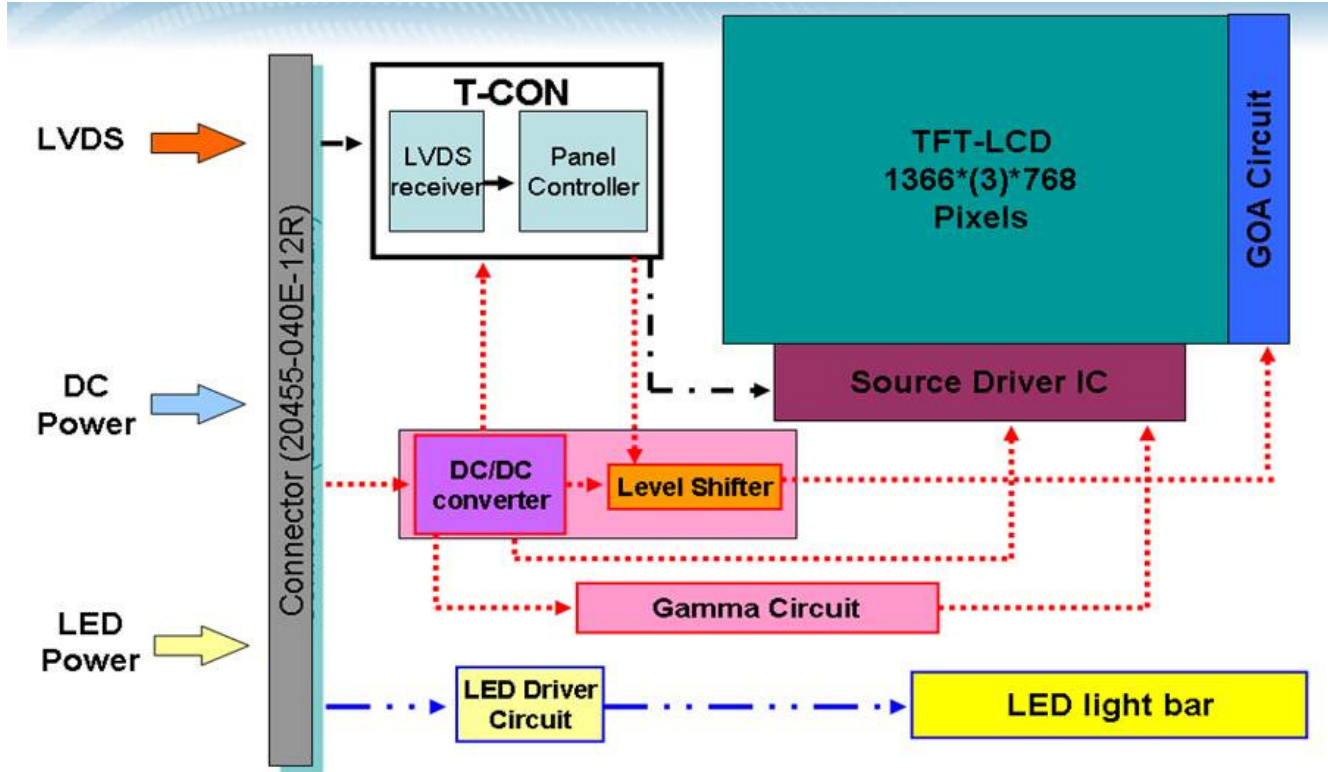 LVDS
DC
Power
LED
Power
Connector (20455-040E-12R)
T-CON
LVDS
receiver
Panel
Controller
TFT-LCD
1366*(3)*768
Pixels
GOA Circuit
Source Driver IC
DC/DC
converter
Level Shifter
Gamma Circuit
LED Driver
Circuit
LED light bar